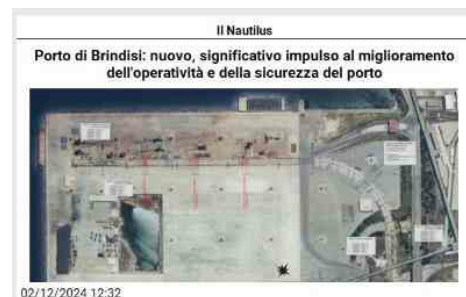 Il Nautilus
Porto di Brindisi: nuovo, significativo impulso al miglioramento
dell'operatività e della sicurezza del porto
02/12/2024 12:32